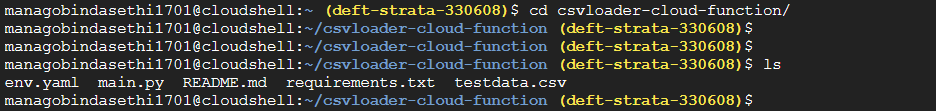 managobindasethi1701@cloudshell:~ (deft-strata-330608)$ cd csvloader-cloud-function/
managobindasethi1701@cloudshell:~/csvloader-cloud-function (deft-strata-330608)$
managobindasethi1701@cloudshell:~/csvloader-cloud-function (deft-strata-330608)$
managobindasethi1701@cloudshell:~/csvloader-cloud-function (deft-strata-330608)$ ls
env.yaml  main.py  README.md  requirements.txt  testdata.csv
managobindasethi1701@cloudshell:~/csvloader-cloud-function (deft-strata-330608)$